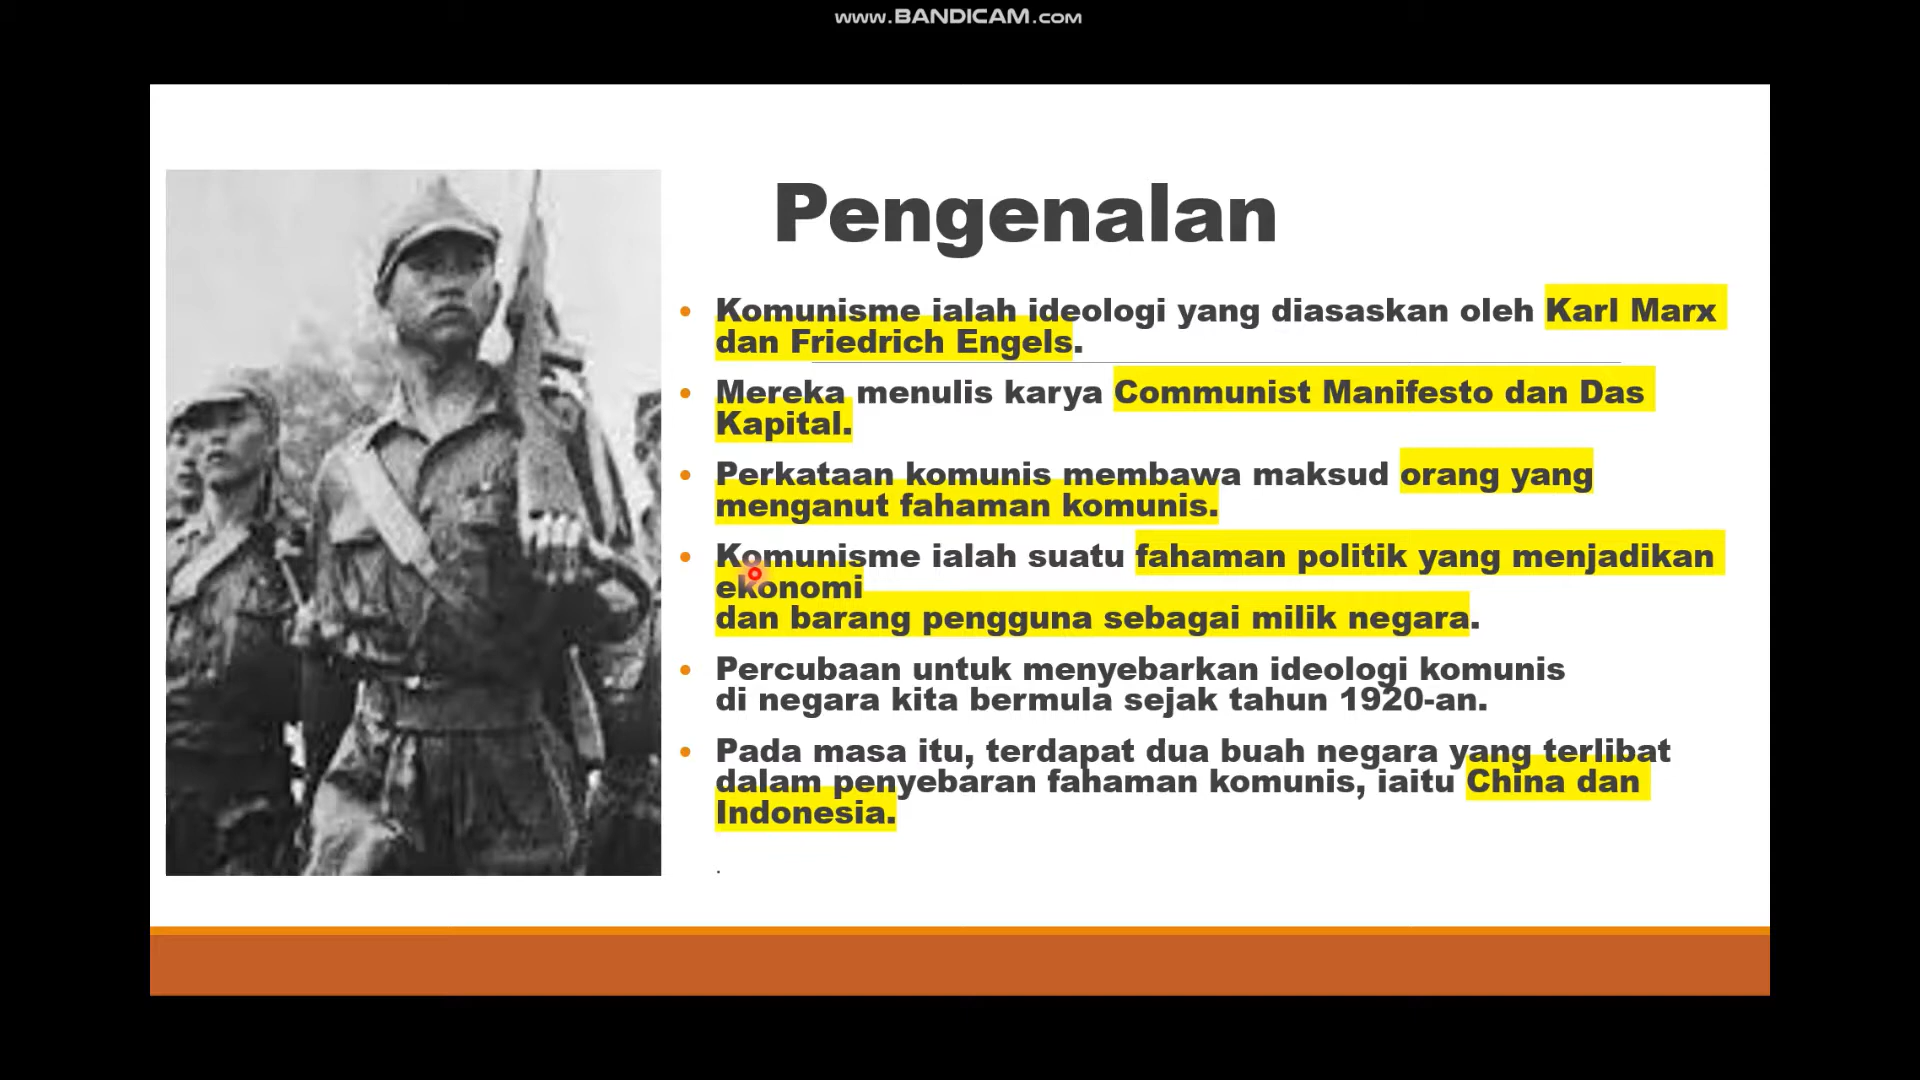 www.BANDICAM.com
Pengenalan
• Komunisme ialah ideologi yang diasaskan oleh Karl Marx
dan Friedrich Engels.
• Mereka menulis karya Communist Manifesto dan Das
Kapital.
• Perkataan komunis membawa maksud orang yang
menganut fahaman komunis.
• Komunisme ialah suatu fahaman politik yang menjadikan
ekonomi
dan barang pengguna sebagai milik negara.
• Percubaan untuk menyebarkan ideologi komunis
di negara kita bermula sejak tahun 1920-an.
• Pada masa itu, terdapat dua buah negara yang terlibat
dalam penyebaran fahaman komunis, iaitu China dan
Indonesia.
.